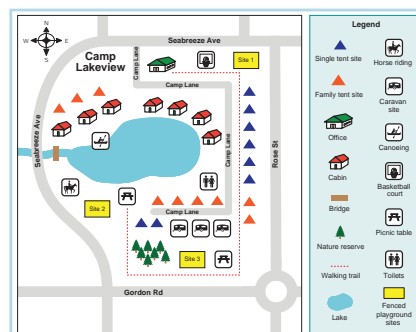 Seabreeze Ave
N
W
E
S
Camp
Lakeview
Camp Lane
Site 1
Camp Lane
Seabreeze Ave
Camp Lane
Rose St
Site 2
Camp Lane
Site 3
Gordon Rd
Legend
Single tent site
Horse riding
Family tent site
Caravan
site
Office
Canoeing
Cabin
Basketball
court
Bridge
Picnic table
Nature reserve
Walking trail
Toilets
Lake
Fenced
playground
sites